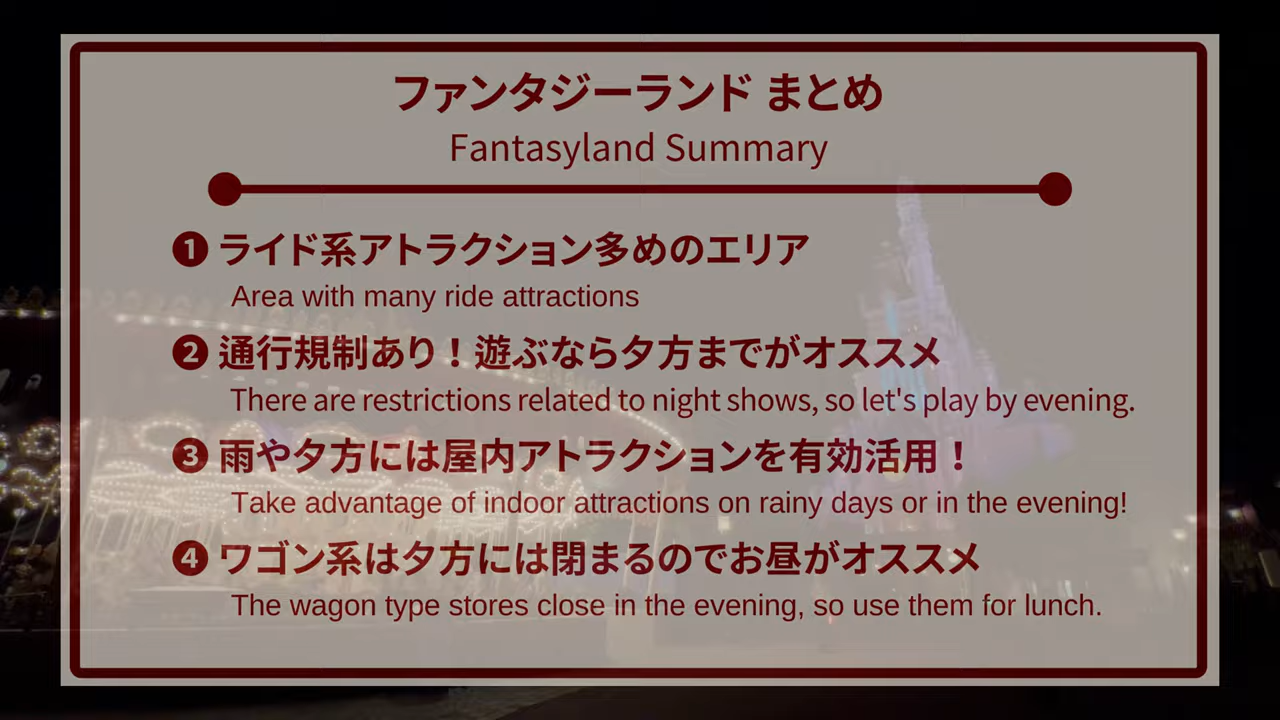 ファンタジーランド まとめ
Fantasyland Summary
❶ ライド系アトラクション多めのエリア
Area with many ride attractions
❷ 通行規制あり！遊ぶなら夕方までがオススメ
There are restrictions related to night shows, so let's play by evening.
❸ 雨や夕方には屋内アトラクションを有効活用！
Take advantage of indoor attractions on rainy days or in the evening!
❹ ワゴン系は夕方には閉まるのでお昼がオススメ
The wagon type stores close in the evening, so use them for lunch.